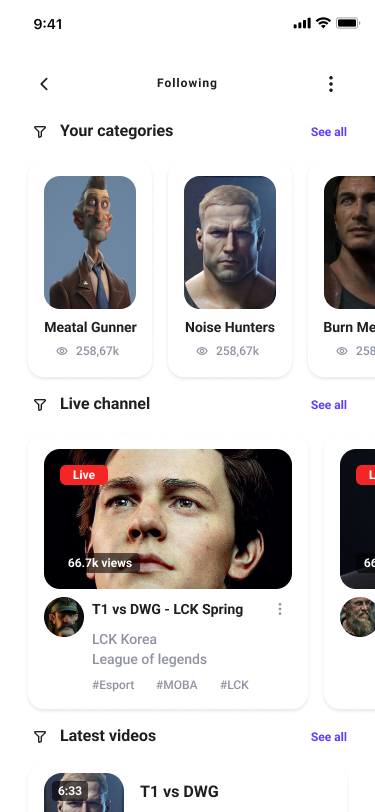 9:41
Following
Your categories
See all
Meatal Gunner
Noise Hunters
Burn Me
258,67k
258,67k
258
Live channel
See all
Live
L
66.7k views
66
T1 vs DWG - LCK Spring
LCK Korea
League of legends
#Esport #MOBA #LCK
Latest videos
See all
6:33
T1 vs DWG